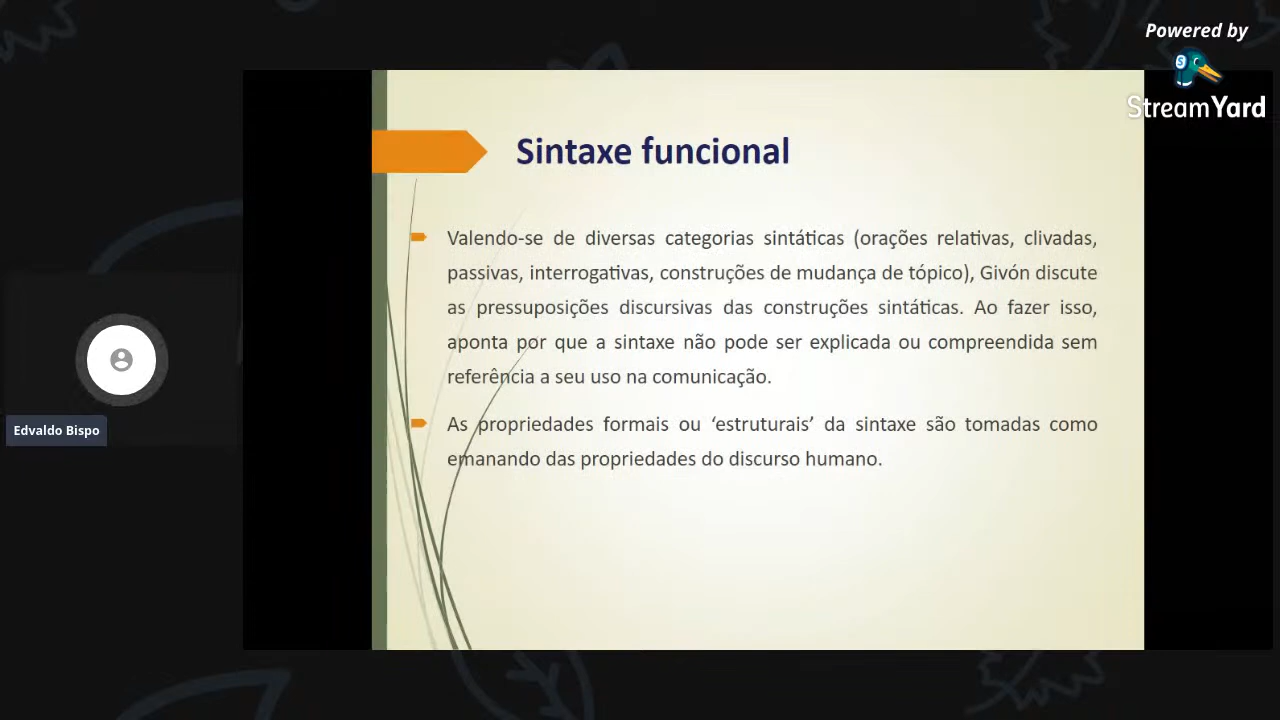 Powered by
StreamYard
Sintaxe funcional
Valendo-se de diversas categorias sintáticas (orações relativas, clivadas,
passivas, interrogativas, construções de mudança de tópico), Givón discute
as pressuposições discursivas das construções sintáticas. Ao fazer isso,
aponta por que a sintaxe não pode ser explicada ou compreendida sem
referência a seu uso na comunicação.
As propriedades formais ou ‘estruturais’ da sintaxe são tomadas como
emanando das propriedades do discurso humano.
Edvaldo Bispo